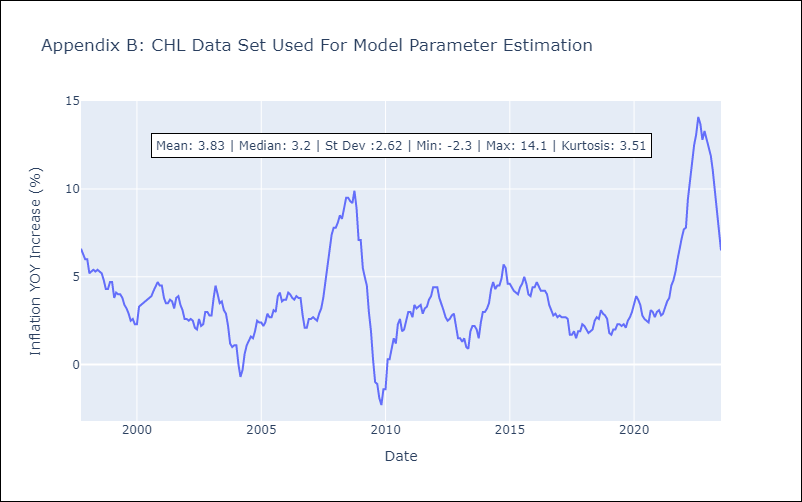 Appendix B: CHL Data Set Used For Model Parameter Estimation
15
Mean: 3.83 | Median: 3.2 | St Dev :2.62 | Min: -2.3 | Max: 14.1 | Kurtosis: 3.51
10
5
0
Inflation YOY Increase (%)
2000 2005 2010 2015 2020
Date